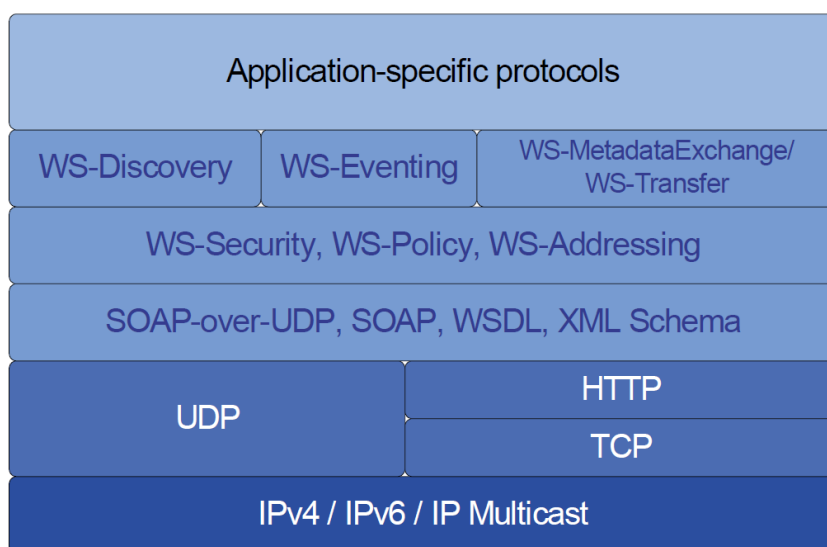 Application-specific protocols
WS-Discovery
WS-Eventing
WS-MetadataExchange/
WS-Transfer
WS-Security, WS-Policy, WS-Addressing
SOAP-over-UDP, SOAP, WSDL, XML Schema
UDP
HTTP
TCP
IPv4 / IPv6 / IP Multicast